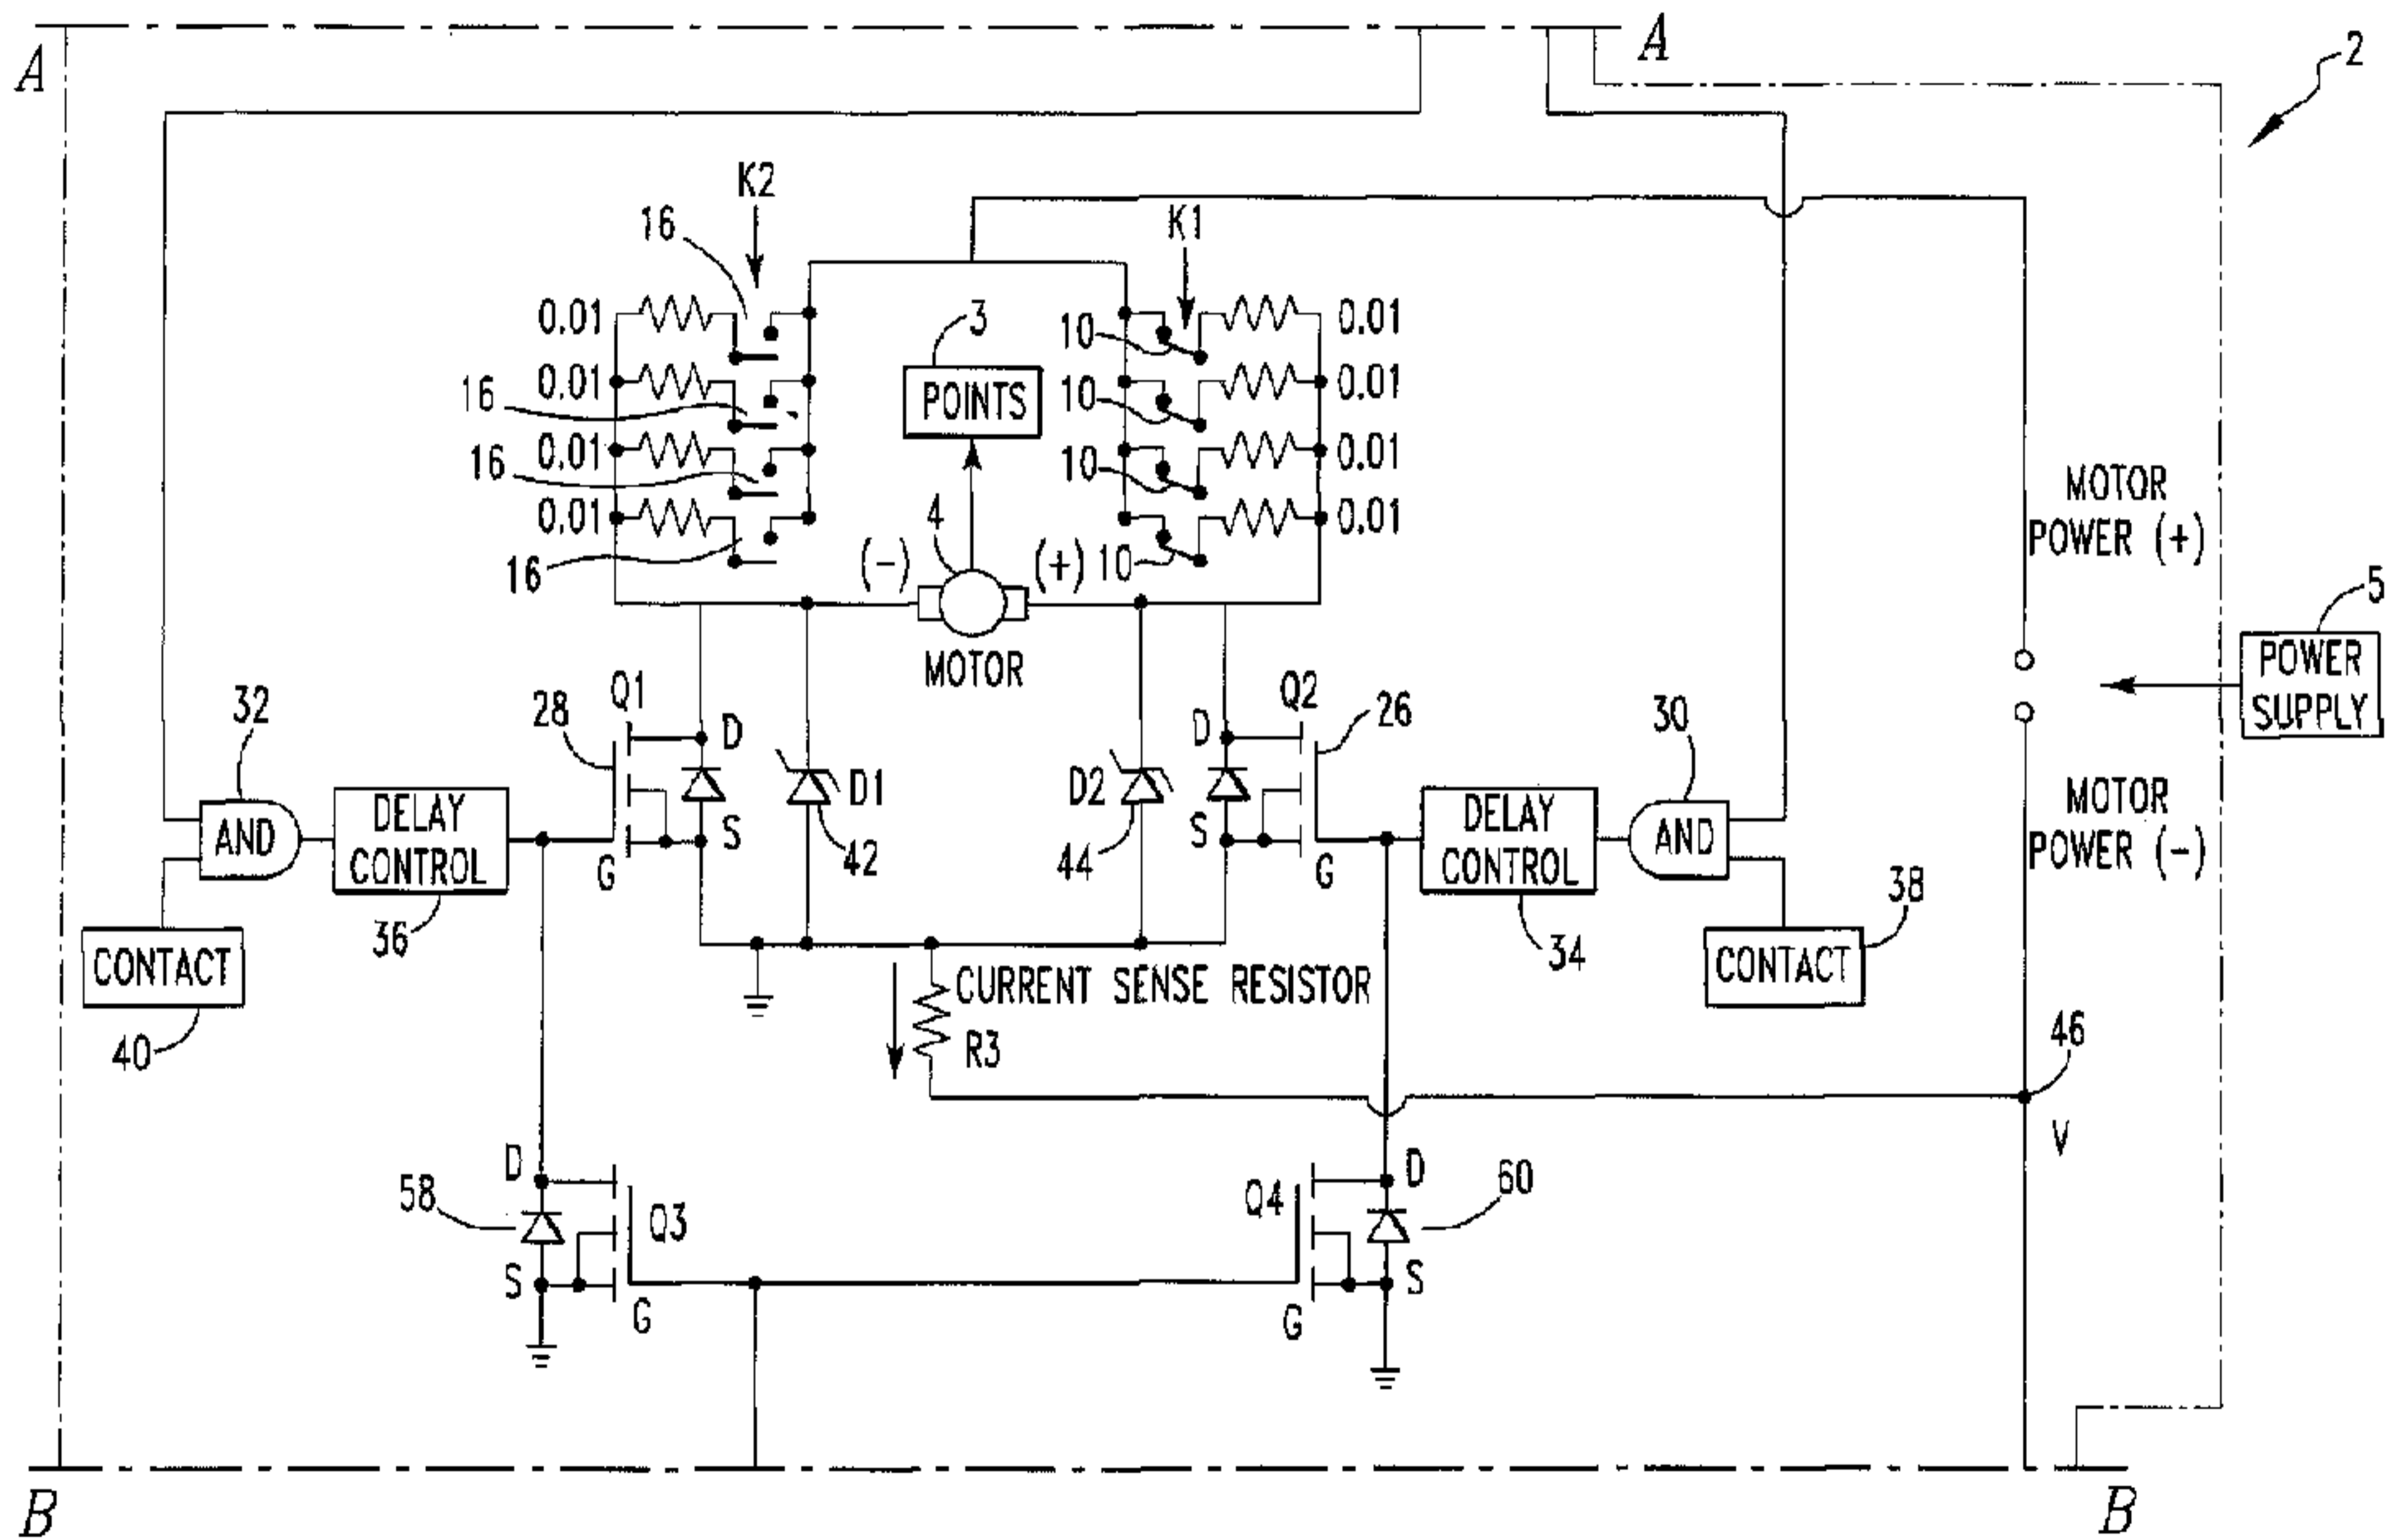 A
A
2
K2
16
K1
0.01
10
0.01
3
0.01
16
POINTS
10
0.01
0.01
16
10
0.01
MOTOR
POWER (+)
0.01
16
4
(-)
(+)
10
0.01
5
POWER
SUPPLY
MOTOR
Q1
28
32
D
Q2
D
26
30
AND
DELAY
CONTROL
36
G
S
D1
42
D2
44
S
G
DELAY
CONTROL
34
AND
MOTOR
POWER (-)
38
CONTACT
40
CONTACT
CURRENT SENSE RESISTOR
R3
46
V
D
58
Q3
S
G
Q4
D
60
S
G
B
B